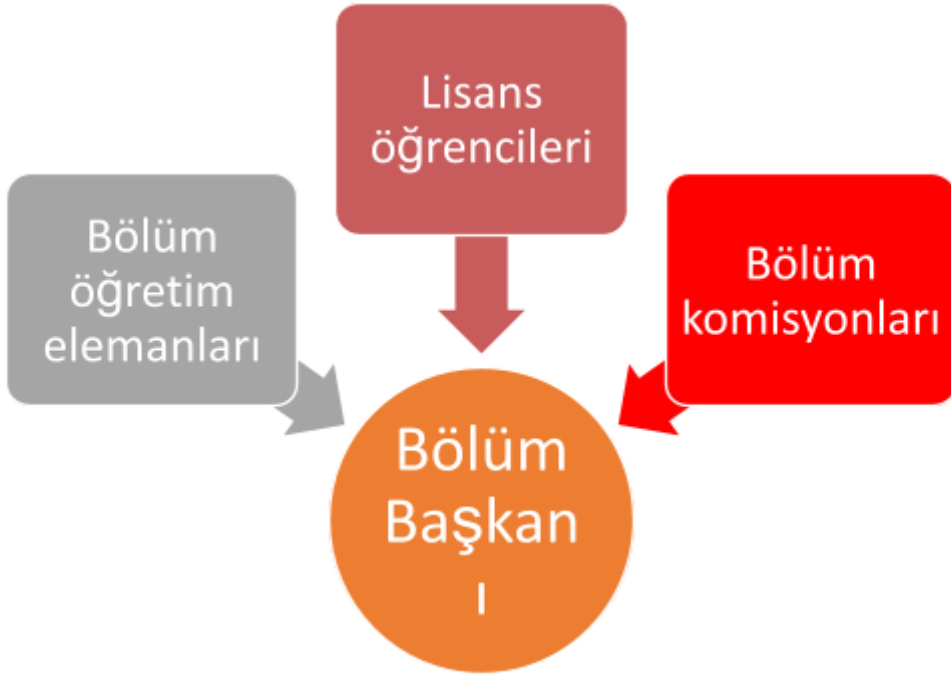 Lisans
öğrencileri
Bölüm
öğretim
elemanları
Bölüm
komisyonları
Bölüm
Başkan
ı